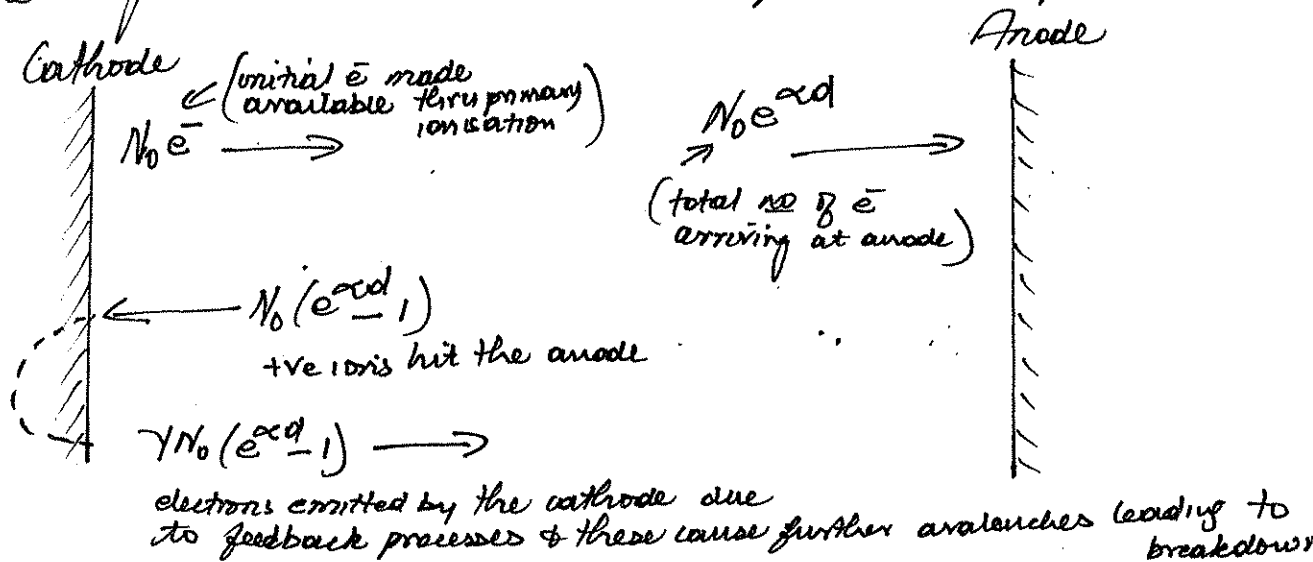 Cathode
Anode
N₀ e̅
(initial e̅ made
available thru primary
ionisation)
N₀e^αd
(total no of e̅
arriving at anode)
N₀(e^αd − 1)
+ve ions hit the anode
γN₀(e^αd − 1)
electrons emitted by the cathode due
to feedback processes & these cause further avalanches leading to
breakdown